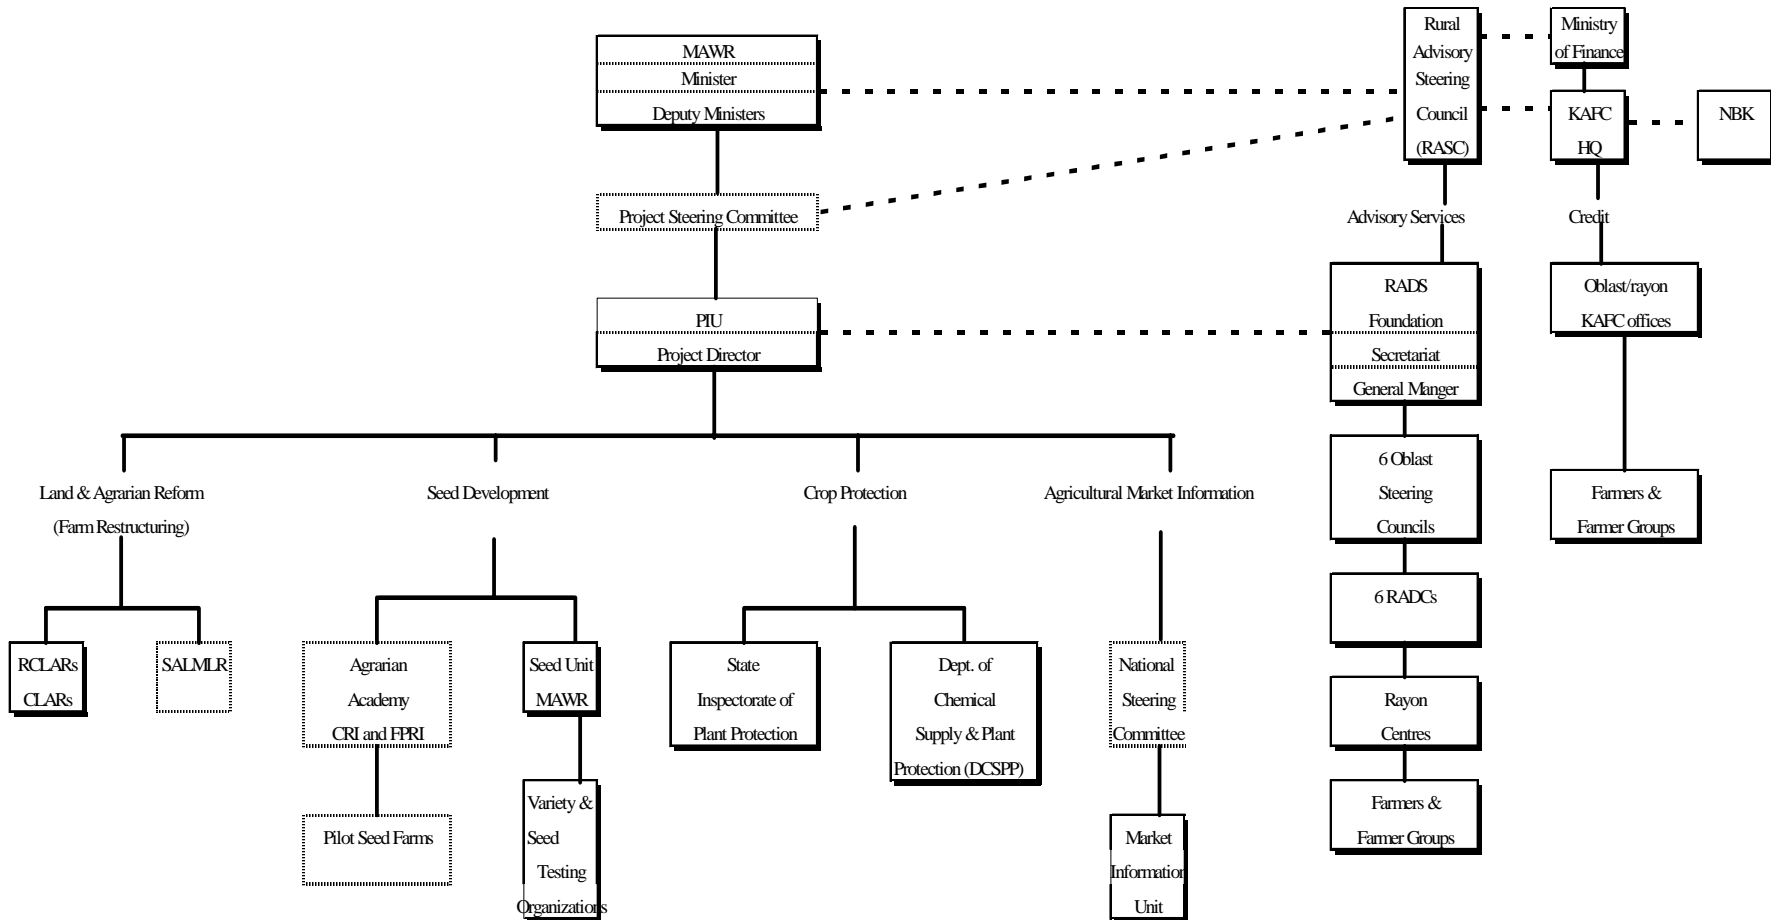 MAWR
Minister
Deputy Ministers
Project Steering Committee
PIU
Project Director
Rural
Advisory
Steering
Council
(RASC)
Ministry
of Finance
KAFC
HQ
NBK
Advisory Services
Credit
RADS
Foundation
Secretariat
General Manger
Oblast/rayon
KAFC offices
6 Oblast
Steering
Councils
Farmers &
Farmer Groups
6 RADCs
Rayon
Centres
Farmers &
Farmer Groups
Land & Agrarian Reform
(Farm Restructuring)
Seed Development
Crop Protection
Agricultural Market Information
RCLARs
CLARs
SALMLR
Agrarian
Academy
CRI and FPRI
Seed Unit
MAWR
State
Inspectorate of
Plant Protection
Dept. of
Chemical
Supply & Plant
Protection (DCSPP)
National
Steering
Committee
Pilot Seed Farms
Variety &
Seed
Testing
Organizations
Market
Information
Unit